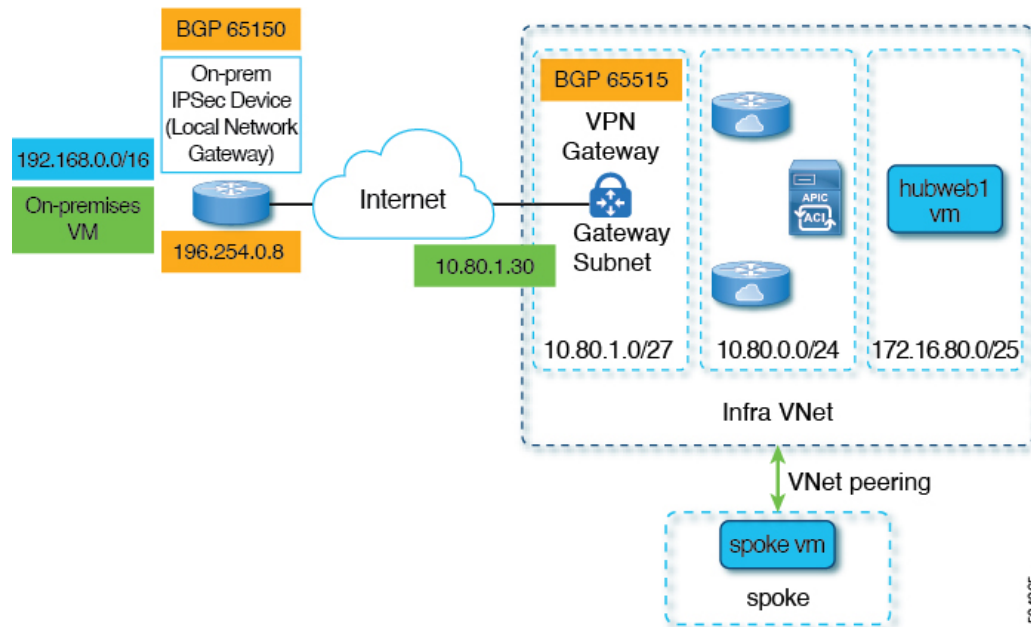 BGP 65150
On-prem
IPSec Device
(Local Network
Gateway)
192.168.0.0/16
On-premises
VM
196.254.0.8
Internet
10.80.1.30
BGP 65515
VPN
Gateway
Gateway
Subnet
10.80.1.0/27
APIC
ACI
10.80.0.0/24
hubweb1
vm
172.16.80.0/25
Infra VNet
VNet peering
spoke vm
spoke